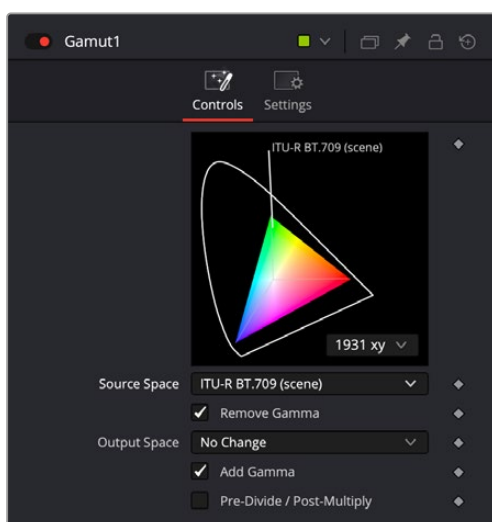 Gamut1
Controls Settings
ITU-R BT.709 (scene)
1931 xy
Source Space ITU-R BT.709 (scene)
Remove Gamma
Output Space No Change
Add Gamma
Pre-Divide / Post-Multiply